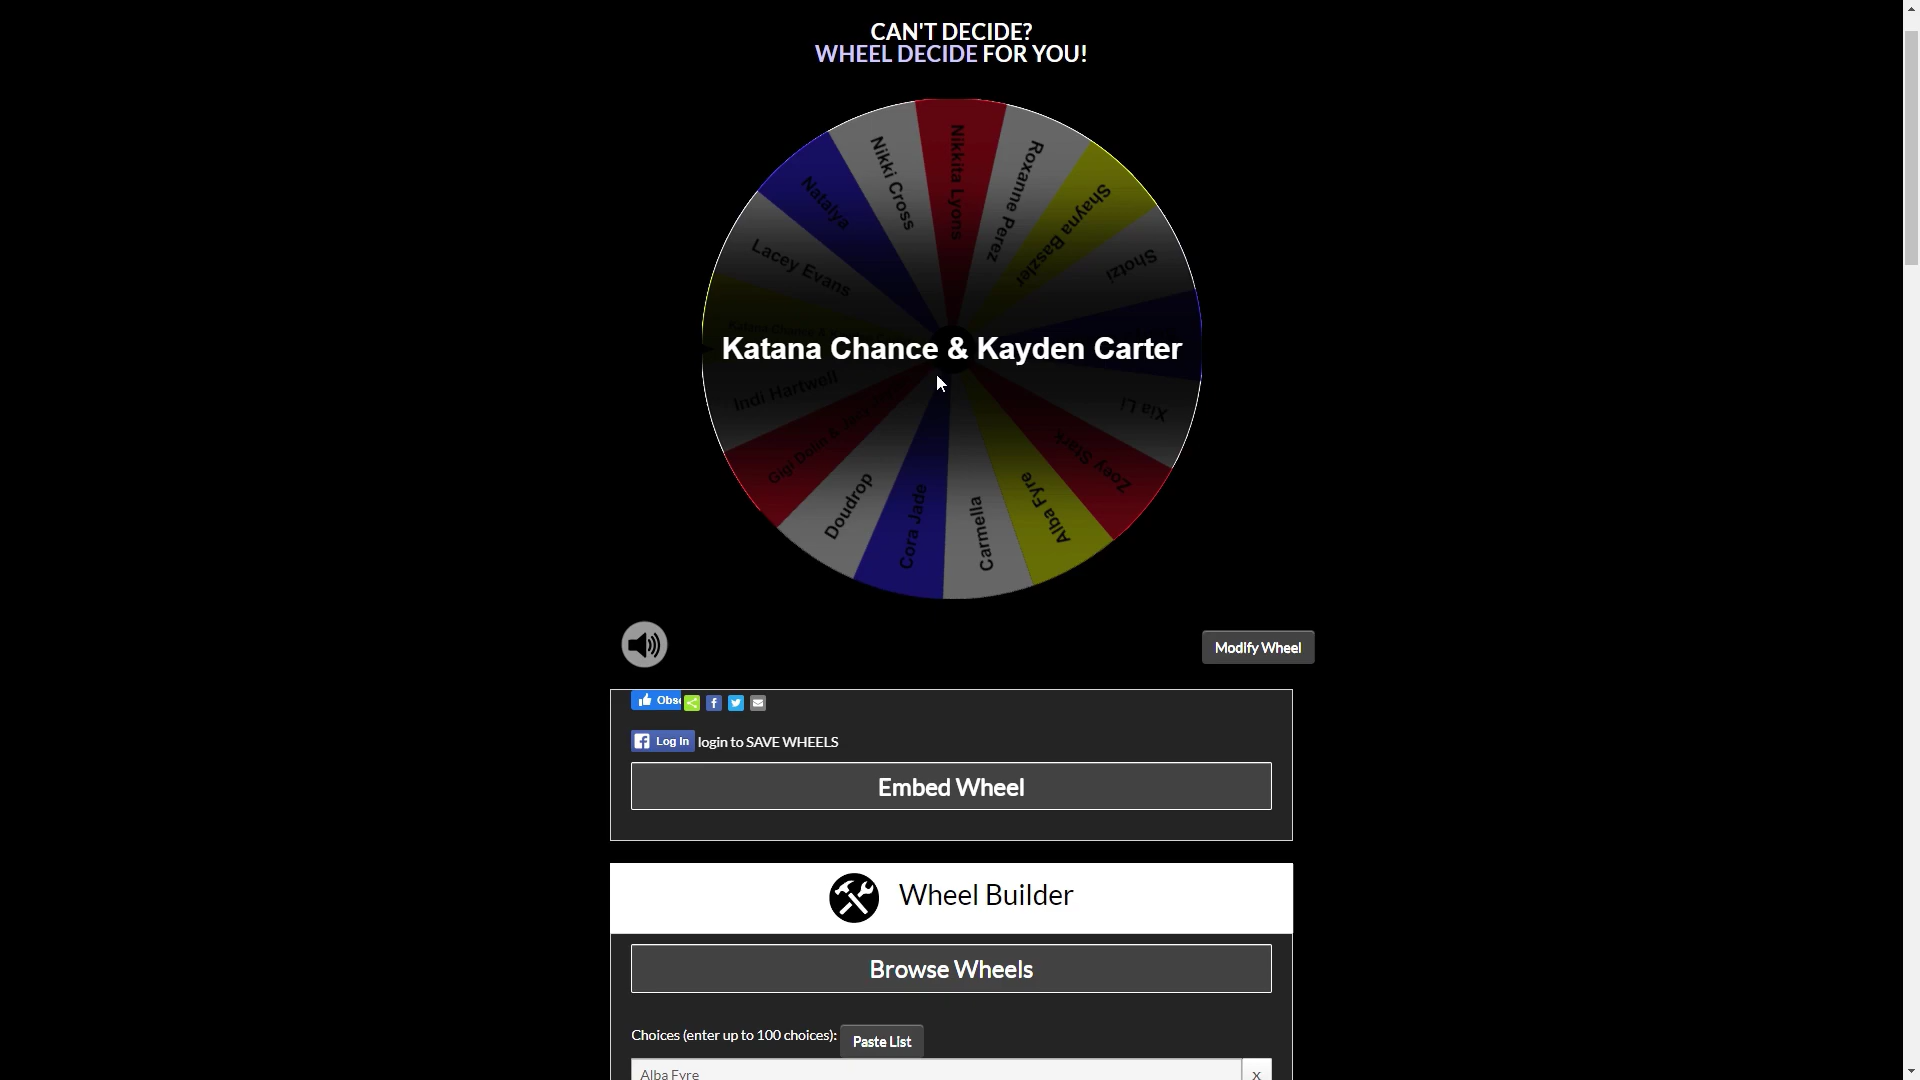 CAN'T DECIDE?
WHEEL DECIDE FOR YOU!
Nikki Cross
Nikkita Lyons
Roxanne Perez
Natalya
Shayna Baszler
Lacey Evans
Shotzi
Katana Chance & Kayden Carter
Indi Hartwell
Xia Li
Gigi Dolin &
Zoey Stark
Doudrop
Cora Jade
Carmella
Alba Fyre
Modify Wheel
Obse
Log In login to SAVE WHEELS
Embed Wheel
Wheel Builder
Browse Wheels
Choices (enter up to 100 choices): Paste List
Alba Fyre x